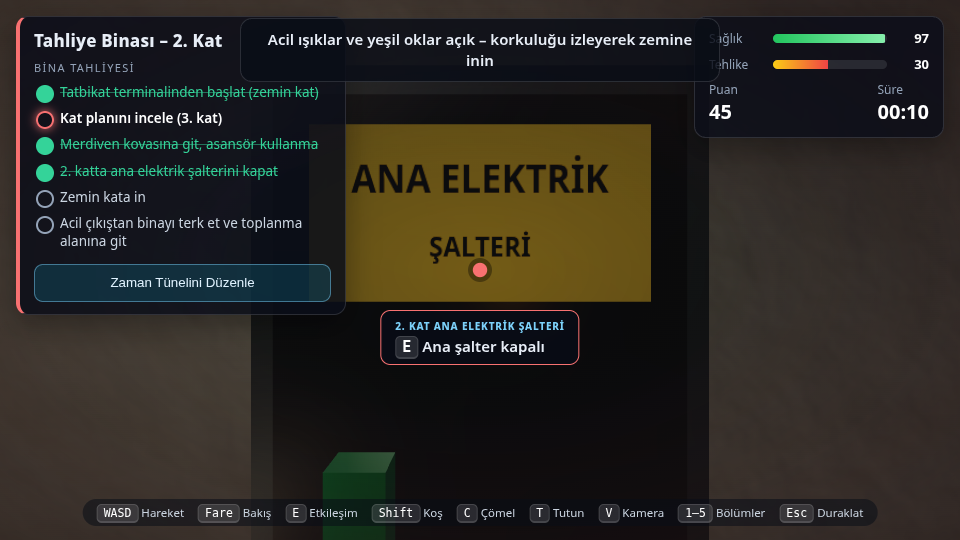 Tahliye Binası – 2. Kat
BİNA TAHLİYESİ
Tatbikat terminalinden başlat (zemin kat)
Kat planını incele (3. kat)
Merdiven kovasına git, asansör kullanma
2. katta ana elektrik şalterini kapat
Zemin kata in
Acil çıkıştan binayı terk et ve toplanma
alanına git
Zaman Tünelini Düzenle
Acil ışıklar ve yeşil oklar açık – korkuluğu izleyerek zemine
inin
Sağlık 97
Tehlike 30
Puan Süre
45 00:10
ANA ELEKTRİK
ŞALTERİ
2. KAT ANA ELEKTRİK ŞALTERİ
E Ana şalter kapalı
WASD Hareket Fare Bakış E Etkileşim Shift Koş C Çömel T Tutun V Kamera 1–5 Bölümler Esc Duraklat